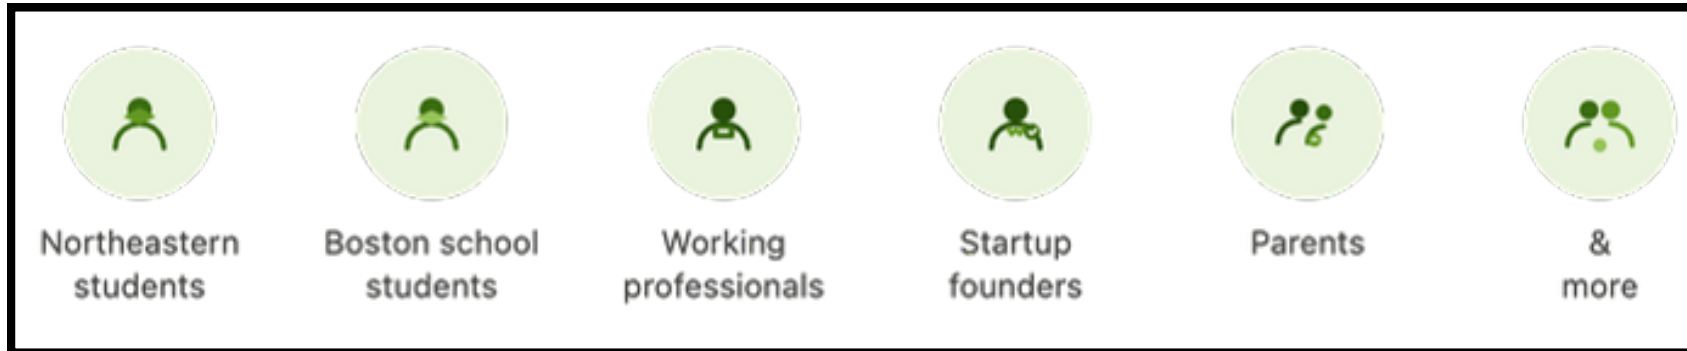 Northeastern
students
Boston school
students
Working
professionals
Startup
founders
Parents
&
more